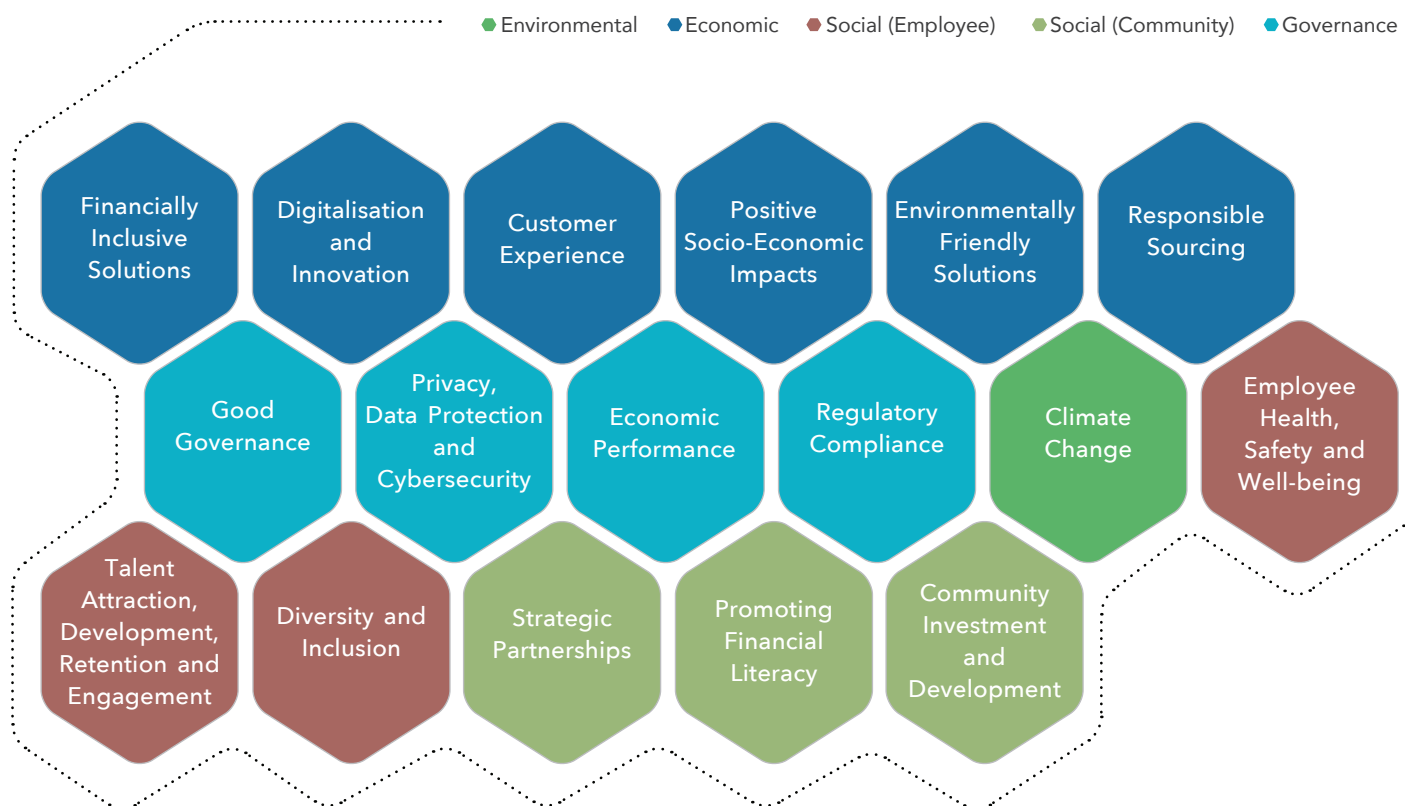 Environmental
Economic
Social (Employee)
Social (Community)
Governance
Financially
Inclusive
Solutions
Digitalisation
and
Innovation
Customer
Experience
Positive
Socio-Economic
Impacts
Environmentally
Friendly
Solutions
Responsible
Sourcing
Good
Governance
Privacy,
Data Protection
and
Cybersecurity
Economic
Performance
Regulatory
Compliance
Climate
Change
Employee
Health,
Safety and
Well-being
Talent
Attraction,
Development,
Retention and
Engagement
Diversity and
Inclusion
Strategic
Partnerships
Promoting
Financial
Literacy
Community
Investment
and
Development